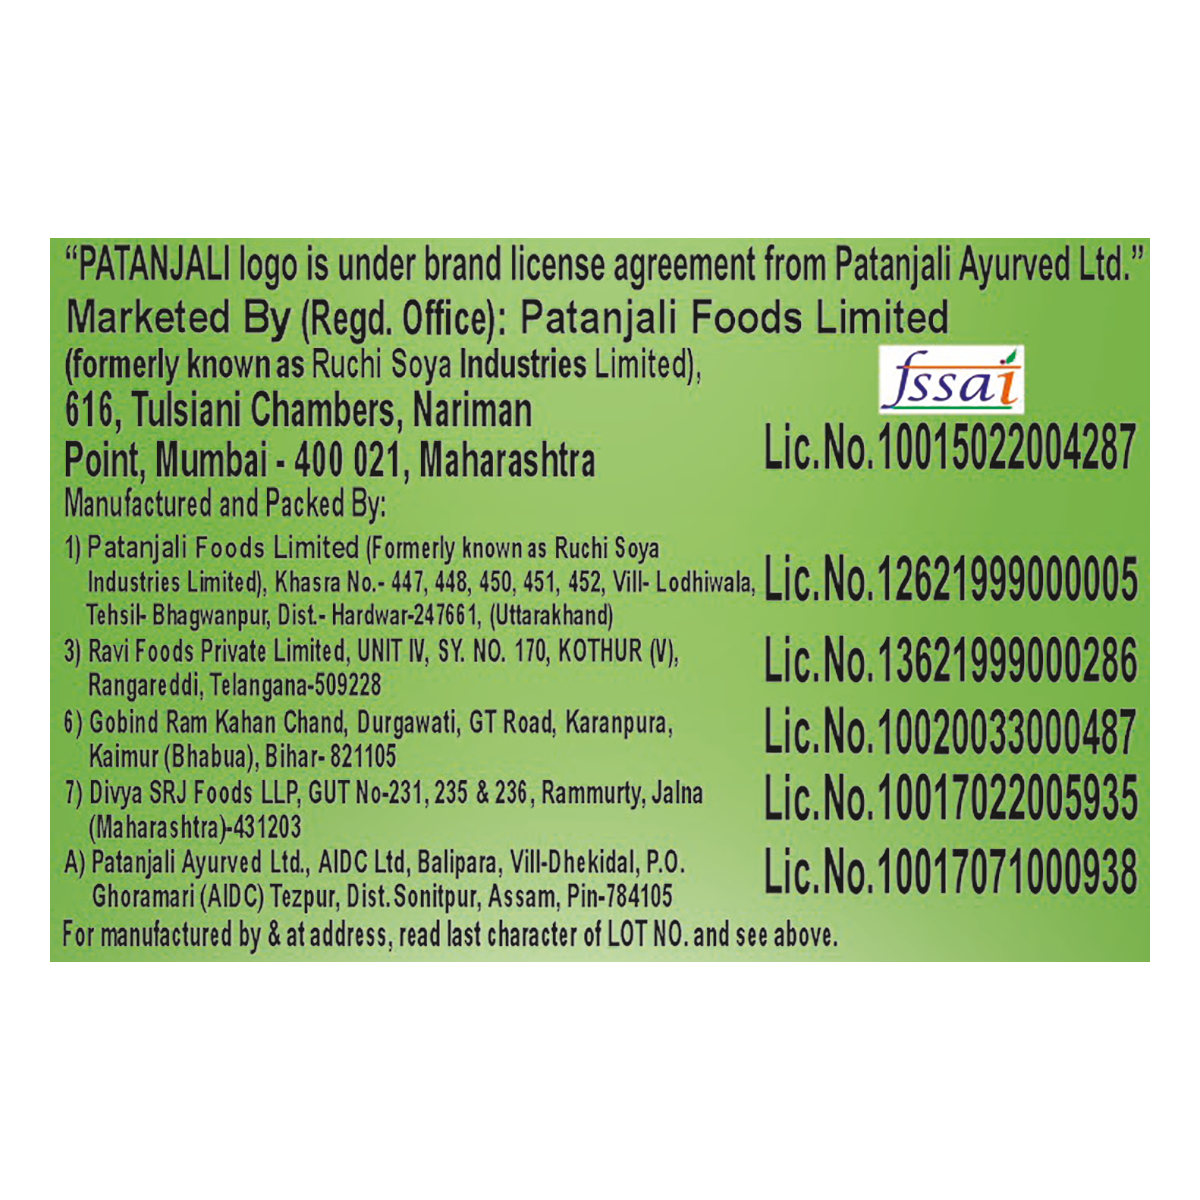 “PATANJALI logo is under brand license agreement from Patanjali Ayurved Ltd.”
Marketed By (Regd. Office): Patanjali Foods Limited
(formerly known as Ruchi Soya Industries Limited),
fssai
616, Tulsiani Chambers, Nariman
Point, Mumbai - 400 021, Maharashtra
Lic.No.10015022004287
Manufactured and Packed By:
1) Patanjali Foods Limited (Formerly known as Ruchi Soya
Industries Limited), Khasra No.- 447, 448, 450, 451, 452, Vill- Lodhiwala,
Tehsil- Bhagwanpur, Dist.- Hardwar-247661, (Uttarakhand)
Lic.No.12621999000005
3) Ravi Foods Private Limited, UNIT IV, SY. NO. 170, KOTHUR (V),
Rangareddi, Telangana-509228
Lic.No.13621999000286
6) Gobind Ram Kahan Chand, Durgawati, GT Road, Karanpura,
Kaimur (Bhabua), Bihar- 821105
Lic.No.10020033000487
7) Divya SRJ Foods LLP, GUT No-231, 235 & 236, Rammurty, Jalna
(Maharashtra)-431203
Lic.No.10017022005935
A) Patanjali Ayurved Ltd., AIDC Ltd, Balipara, Vill-Dhekidal, P.O.
Ghoramari (AIDC) Tezpur, Dist. Sonitpur, Assam, Pin-784105
Lic.No.10017071000938
For manufactured by & at address, read last character of LOT NO. and see above.